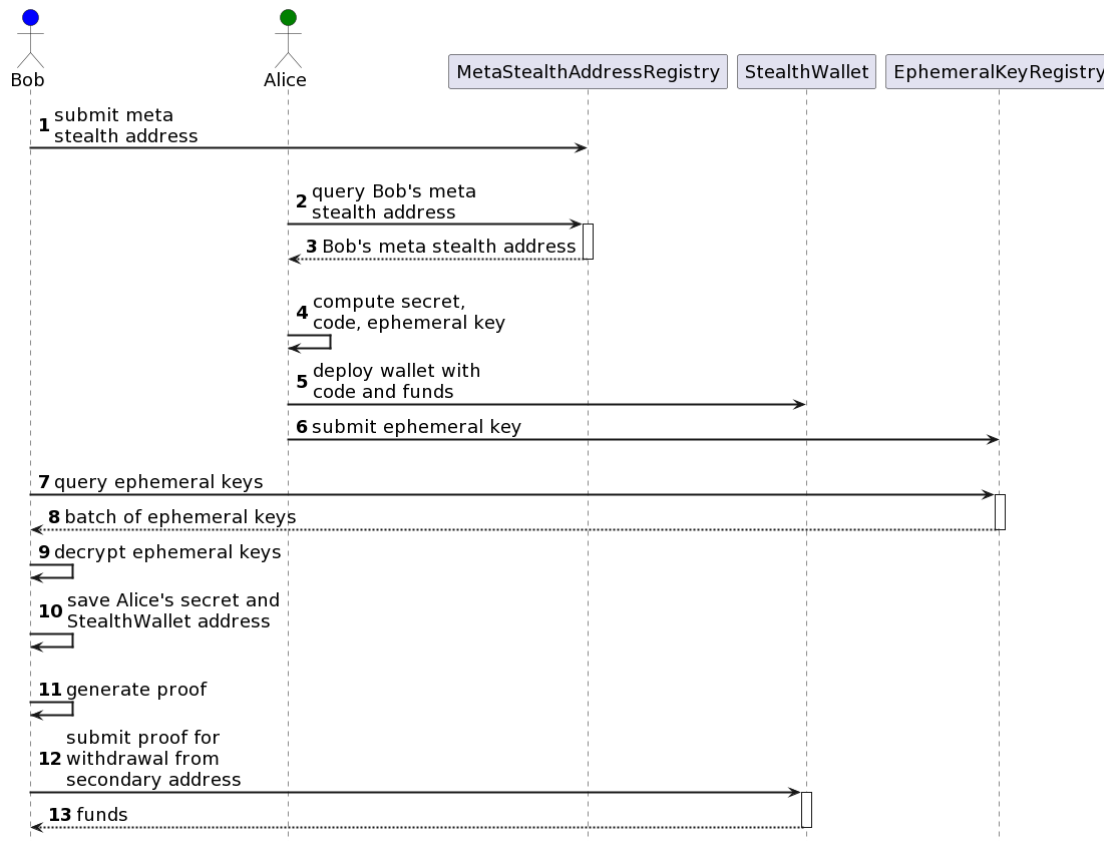 Bob
Alice
MetaStealthAddressRegistry
StealthWallet
EphemeralKeyRegistry
1 submit meta
stealth address
2 query Bob's meta
stealth address
3 Bob's meta stealth address
4 compute secret,
code, ephemeral key
5 deploy wallet with
code and funds
6 submit ephemeral key
7 query ephemeral keys
8 batch of ephemeral keys
9 decrypt ephemeral keys
10 save Alice's secret and
StealthWallet address
11 generate proof
submit proof for
12 withdrawal from
secondary address
13 funds